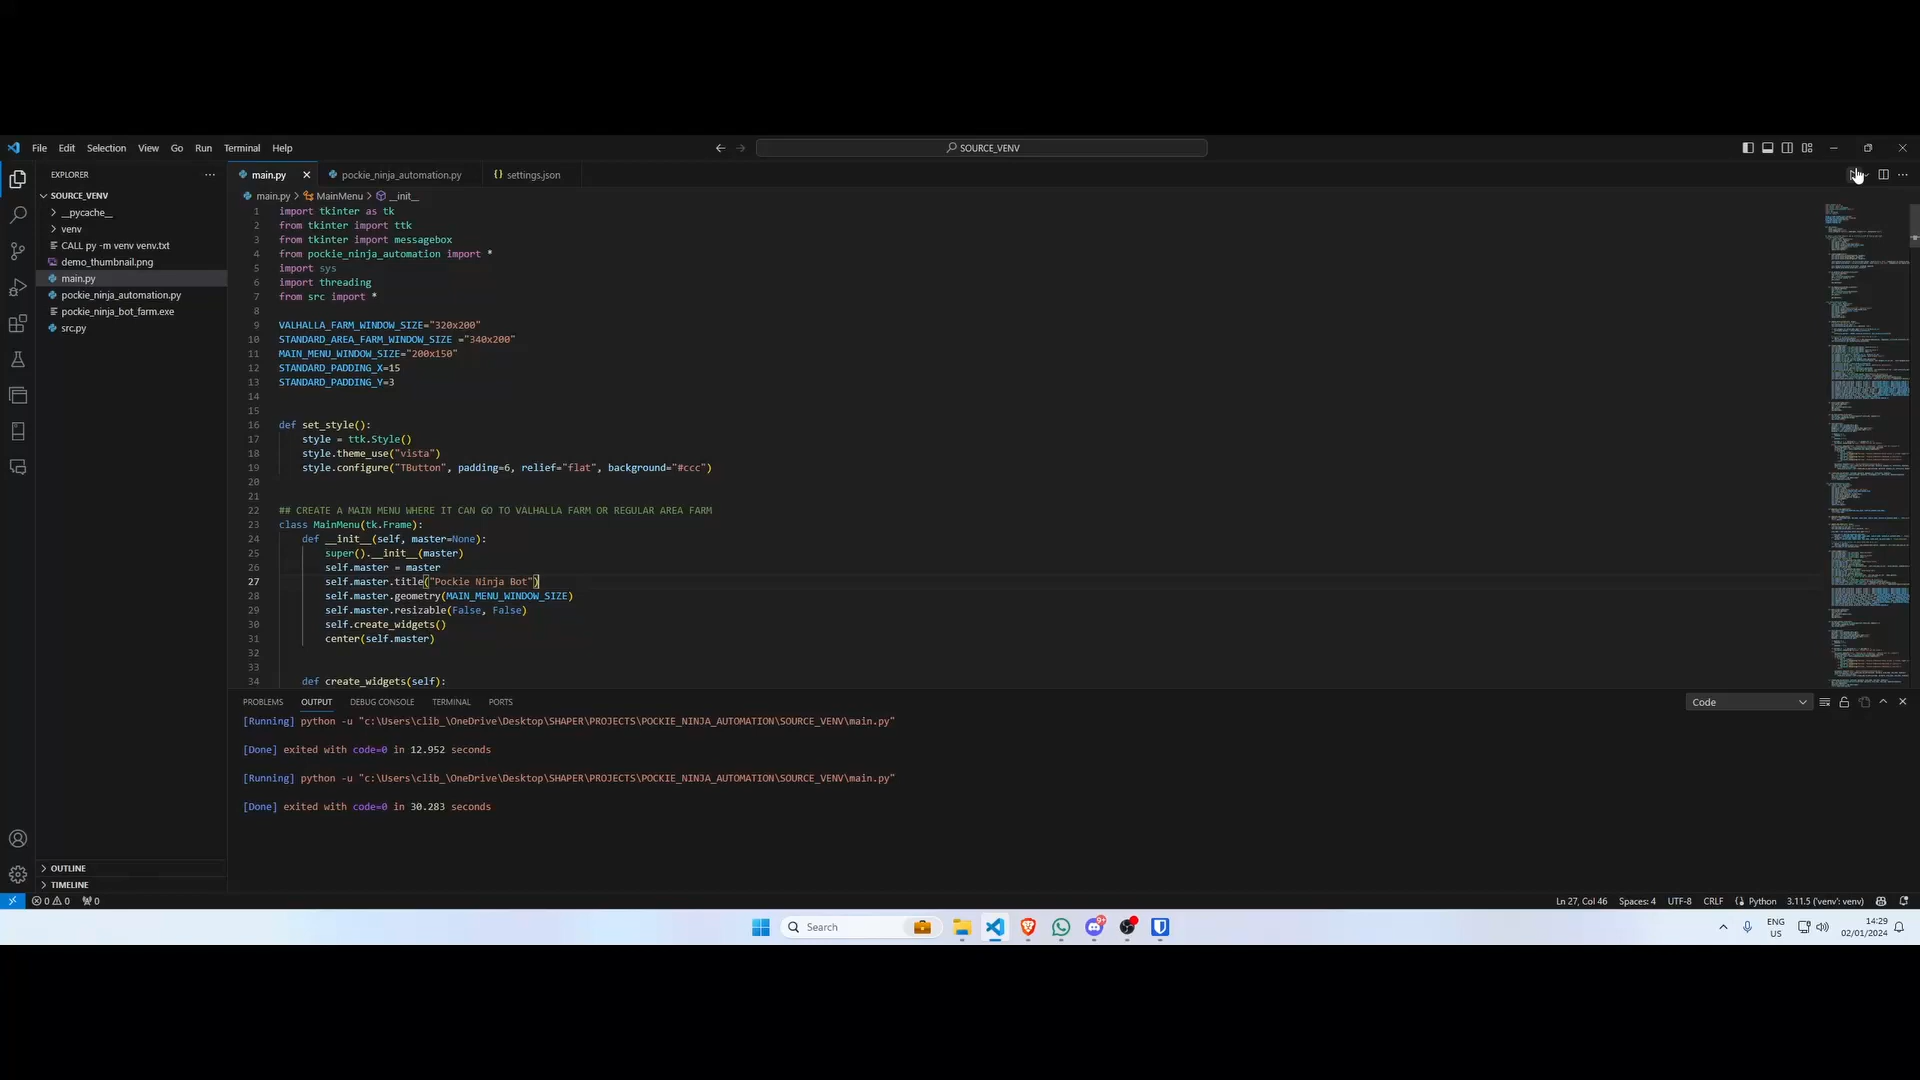 File Edit Selection View Go Run Terminal Help
SOURCE_VENV
EXPLORER
SOURCE_VENV
__pycache__
venv
CALL py -m venv venv.txt
demo_thumbnail.png
main.py
pockie_ninja_automation.py
pockie_ninja_bot_farm.exe
src.py
OUTLINE
TIMELINE
main.py
pockie_ninja_automation.py
settings.json
main.py > MainMenu > __init__
1 import tkinter as tk
2 from tkinter import ttk
3 from tkinter import messagebox
4 from pockie_ninja_automation import *
5 import sys
6 import threading
7 from src import *
8
9 VALHALLA_FARM_WINDOW_SIZE="320x200"
10 STANDARD_AREA_FARM_WINDOW_SIZE ="340x200"
11 MAIN_MENU_WINDOW_SIZE="200x150"
12 STANDARD_PADDING_X=15
13 STANDARD_PADDING_Y=3
14
15
16 def set_style():
17 style = ttk.Style()
18 style.theme_use("vista")
19 style.configure("TButton", padding=6, relief="flat", background="#ccc")
20
21
22 ## CREATE A MAIN MENU WHERE IT CAN GO TO VALHALLA FARM OR REGULAR AREA FARM
23 class MainMenu(tk.Frame):
24 def __init__(self, master=None):
25 super().__init__(master)
26 self.master = master
27 self.master.title("Pockie Ninja Bot")
28 self.master.geometry(MAIN_MENU_WINDOW_SIZE)
29 self.master.resizable(False, False)
30 self.create_widgets()
31 center(self.master)
32
33
34 def create_widgets(self):
PROBLEMS OUTPUT DEBUG CONSOLE TERMINAL PORTS
Code
[Running] python -u "c:\Users\clib_\OneDrive\Desktop\SHAPER\PROJECTS\POCKIE_NINJA_AUTOMATION\SOURCE_VENV\main.py"
[Done] exited with code=0 in 12.952 seconds
[Running] python -u "c:\Users\clib_\OneDrive\Desktop\SHAPER\PROJECTS\POCKIE_NINJA_AUTOMATION\SOURCE_VENV\main.py"
[Done] exited with code=0 in 30.283 seconds
0 0 0
Ln 27, Col 46 Spaces: 4 UTF-8 CRLF Python 3.11.5 ('venv': venv)
Search
9+
ENG
US
14:29
02/01/2024